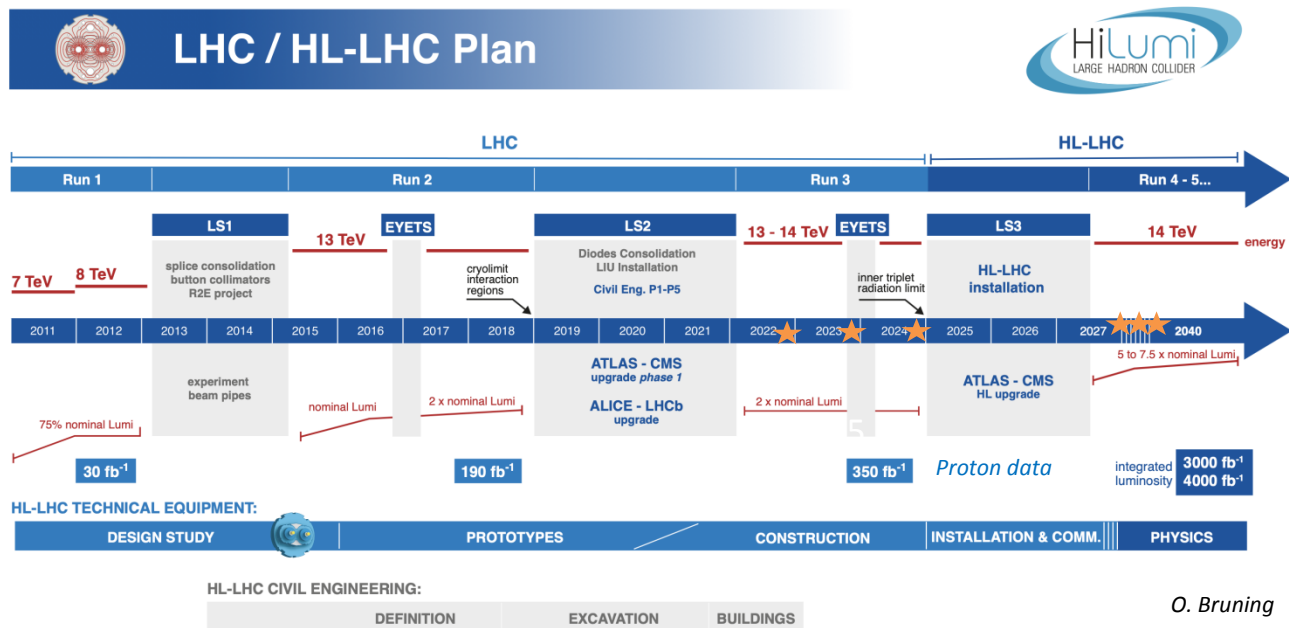 LHC / HL-LHC Plan
HiLumi
LARGE HADRON COLLIDER
LHC
HL-LHC
Run 1
Run 2
Run 3
Run 4 - 5...
LS1
EYETS
LS2
EYETS
LS3
13 TeV
13 - 14 TeV
14 TeV
energy
7 TeV
8 TeV
splice consolidation
button collimators
R2E project
cryolimit
interaction
regions
Diodes Consolidation
LIU Installation
Civil Eng. P1-P5
inner triplet
radiation limit
HL-LHC
installation
2011 2012 2013 2014 2015 2016 2017 2018 2019 2020 2021 2022 2023 2024 2025 2026 2027 2040
experiment
beam pipes
ATLAS - CMS
upgrade phase 1
ALICE - LHCb
upgrade
ATLAS - CMS
HL upgrade
5 to 7.5 x nominal Lumi
75% nominal Lumi
nominal Lumi
2 x nominal Lumi
2 x nominal Lumi
5
30 fb⁻¹
190 fb⁻¹
350 fb⁻¹
Proton data
integrated
luminosity
3000 fb⁻¹
4000 fb⁻¹
HL-LHC TECHNICAL EQUIPMENT:
DESIGN STUDY
PROTOTYPES
CONSTRUCTION
INSTALLATION & COMM.
PHYSICS
HL-LHC CIVIL ENGINEERING:
DEFINITION
EXCAVATION
BUILDINGS
O. Bruning